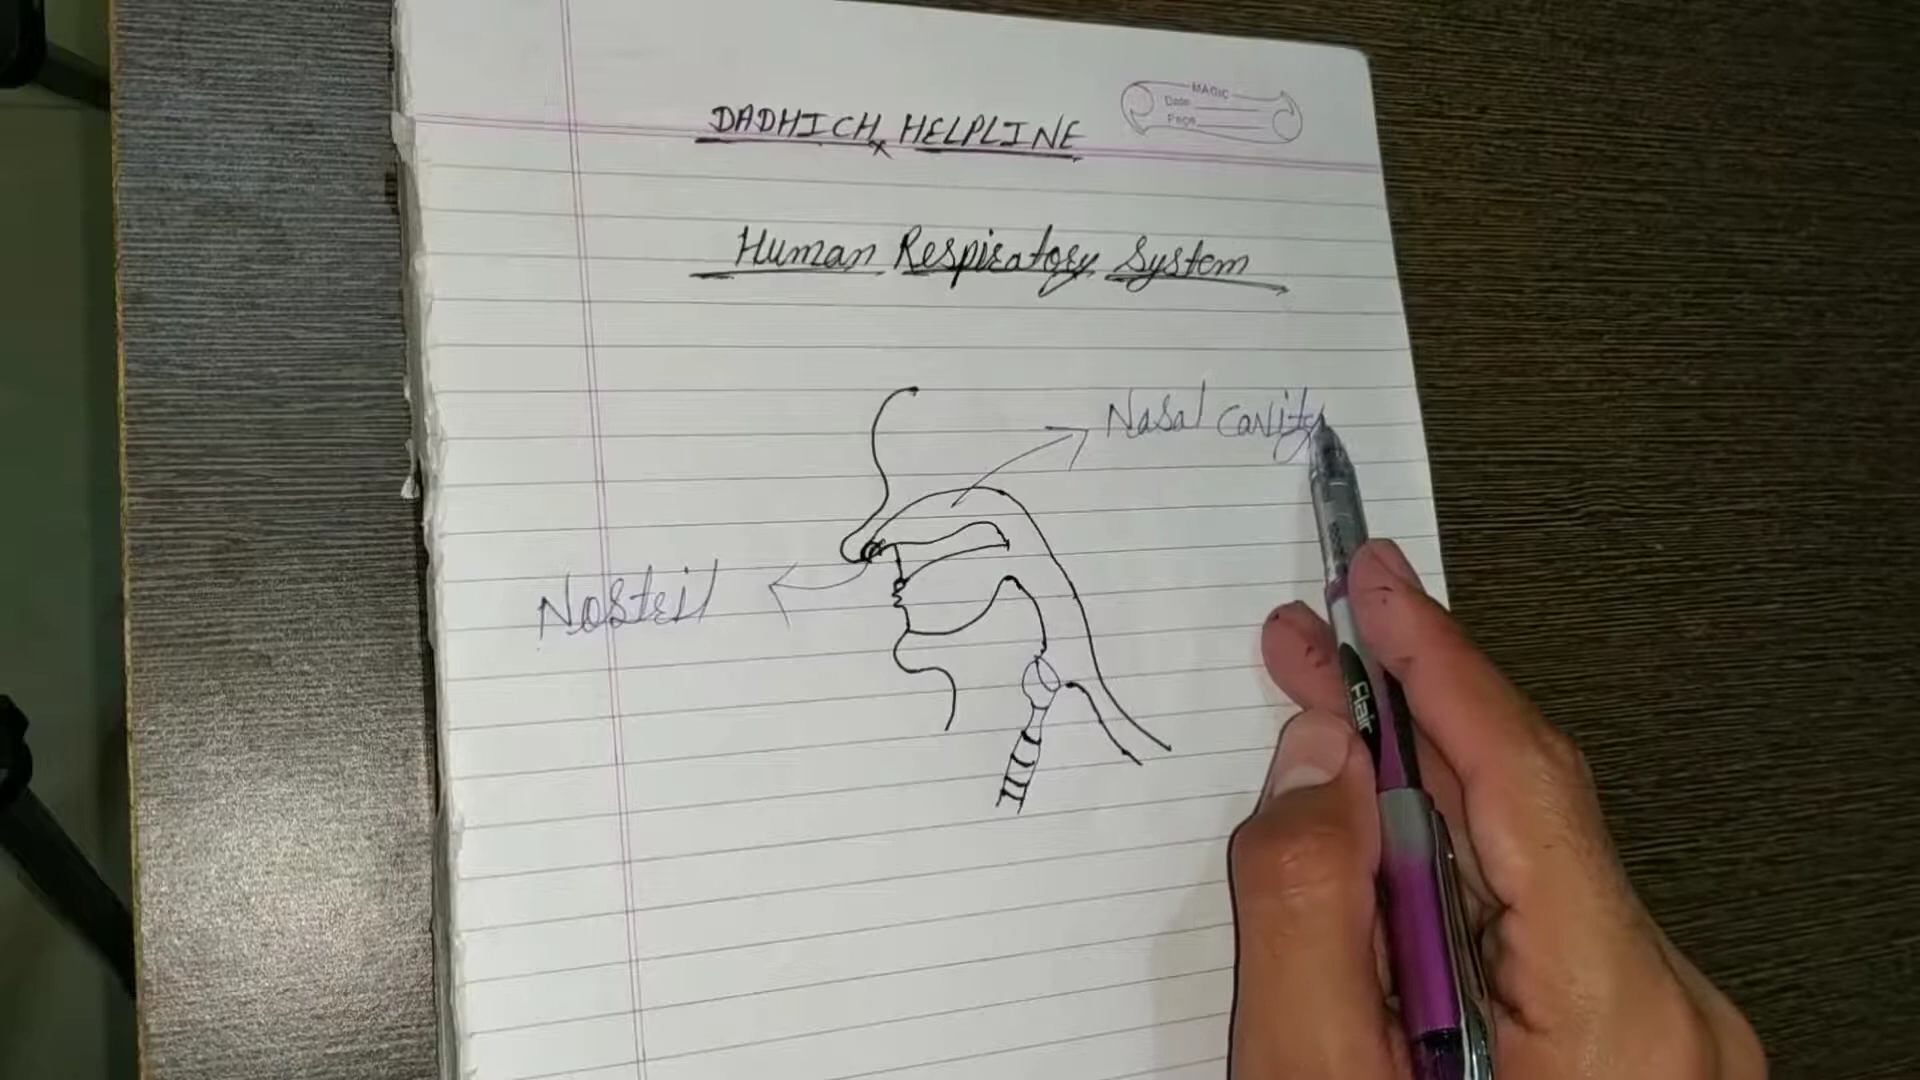 MAGIC
Date
Page
DADHICH HELPLINE
Human Respiratory System
Nasal cavity
Nostril
Flair